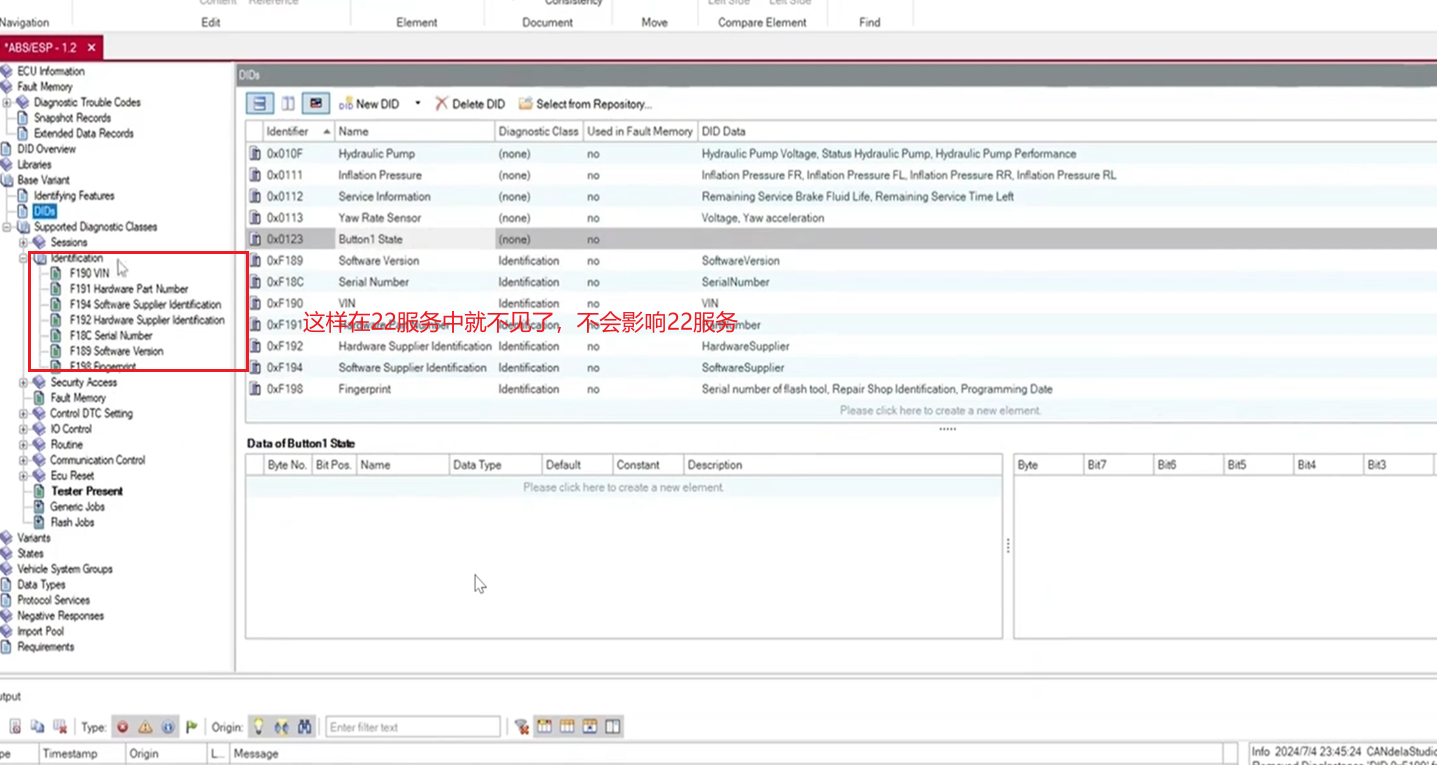 Content Reference
Consistency
Left Side Left Side
Navigation Edit Element Document Move Compare Element Find
*ABS/ESP - 1.2
ECU Information
Fault Memory
Diagnostic Trouble Codes
Snapshot Records
Extended Data Records
DID Overview
Libraries
Base Variant
Identifying Features
DIDs
Supported Diagnostic Classes
Sessions
Identification
F190 VIN
F191 Hardware Part Number
F194 Software Supplier Identification
F192 Hardware Supplier Identification
F18C Serial Number
F189 Software Version
F198 Fingerprint
Security Access
Fault Memory
Control DTC Setting
IO Control
Routine
Communication Control
Ecu Reset
Tester Present
Generic Jobs
Flash Jobs
Variants
States
Vehicle System Groups
Data Types
Protocol Services
Negative Responses
Import Pool
Requirements
DIDs
New DID Delete DID Select from Repository...
Identifier Name Diagnostic Class Used in Fault Memory DID Data
0x010F Hydraulic Pump (none) no Hydraulic Pump Voltage, Status Hydraulic Pump, Hydraulic Pump Performance
0x0111 Inflation Pressure (none) no Inflation Pressure FR, Inflation Pressure FL, Inflation Pressure RR, Inflation Pressure RL
0x0112 Service Information (none) no Remaining Service Brake Fluid Life, Remaining Service Time Left
0x0113 Yaw Rate Sensor (none) no Voltage, Yaw acceleration
0x0123 Button1 State (none) no
0xF189 Software Version Identification no SoftwareVersion
0xF18C Serial Number Identification no SerialNumber
0xF190 VIN Identification no VIN
这样在22服务中就不见了，不会影响22服务
0xF191
0xF192 Hardware Supplier Identification Identification no HardwareSupplier
0xF194 Software Supplier Identification Identification no SoftwareSupplier
0xF198 Fingerprint Identification no Serial number of flash tool, Repair Shop Identification, Programming Date
Please click here to create a new element.
Data of Button1 State
Byte No. Bit Pos. Name Data Type Default Constant Description
Please click here to create a new element.
Byte Bit7 Bit6 Bit5 Bit4 Bit3
utput
Type: Origin: Enter filter text
pe Timestamp Origin L... Message
Info 2024/7/4 23:45:24 CANdelaStudio